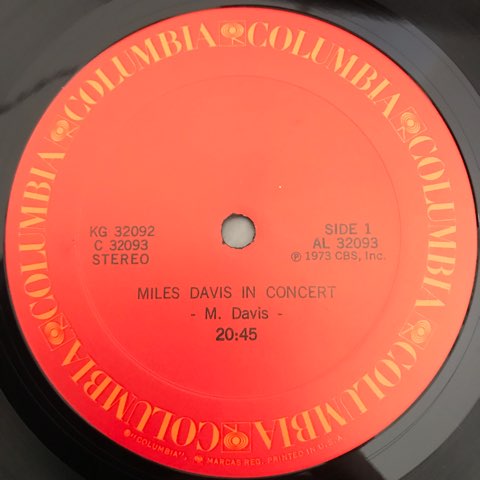 COLUMBIA COLUMBIA COLUMBIA COLUMBIA COLUMBIA COLUMBIA COLUMBIA
KG 32092
C 32093
STEREO
SIDE 1
AL 32093
℗ 1973 CBS, Inc.
MILES DAVIS IN CONCERT
- M. Davis -
20:45
® "COLUMBIA", MARCAS REG. PRINTED IN U.S.A